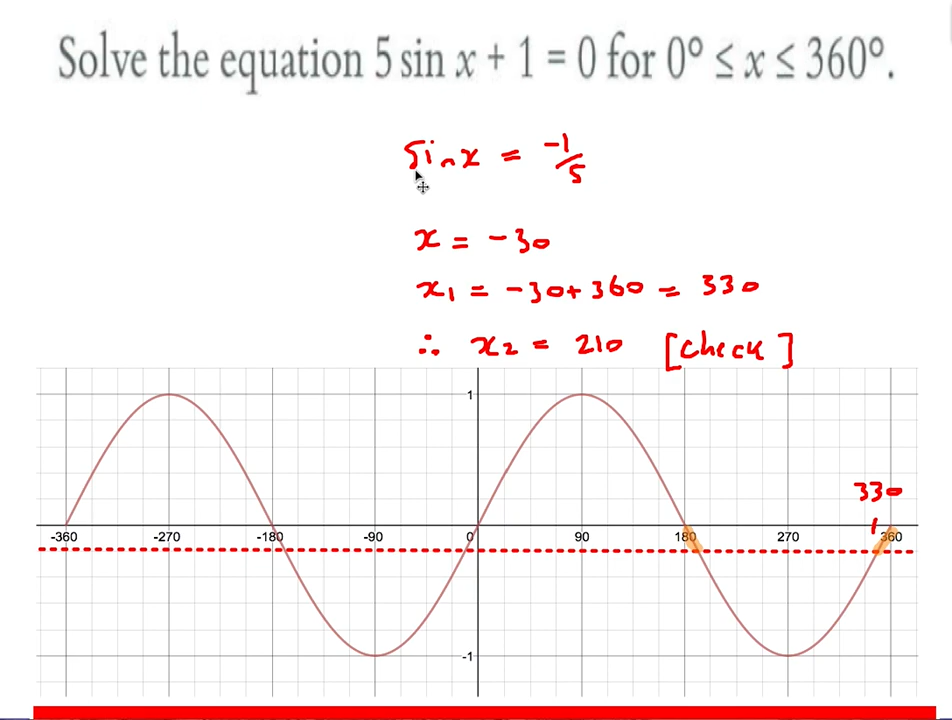 Solve the equation 5 sin x + 1 = 0 for 0° ≤ x ≤ 360°.
sin x = -1/5
x = -30
x₁ = -30+360 = 330
∴ x₂ = 210 [check]
1
330
-360 -270 -180 -90 0 90 180 270 360
-1